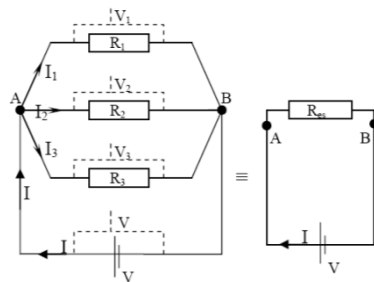 V₁
R₁
I₁
V₂
A I₂ R₂ B
V₃
I₃
R₃
I
V
I
V
≡
Rₑₛ
A B
I
V